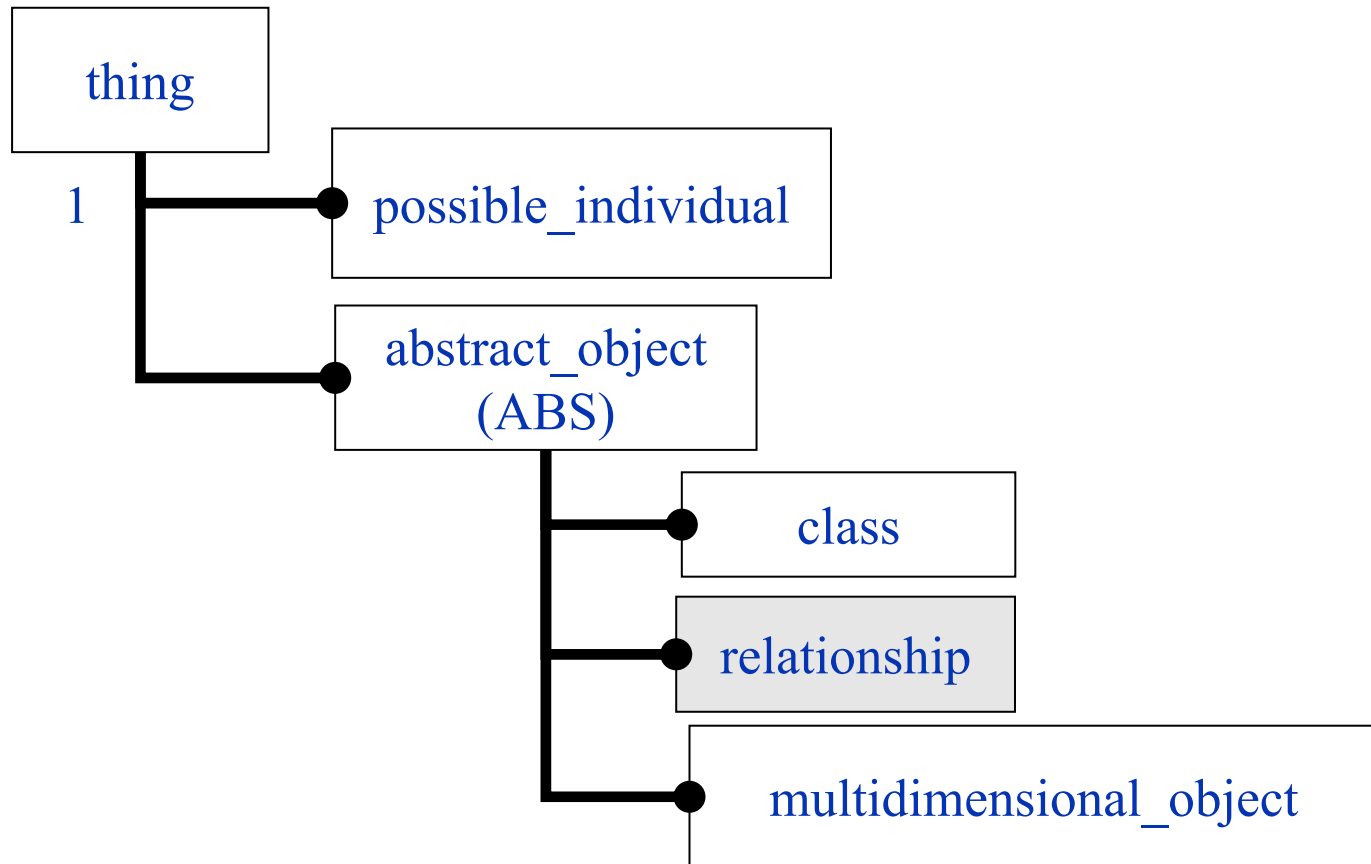 thing
1
possible_individual
abstract_object
(ABS)
class
relationship
multidimensional_object